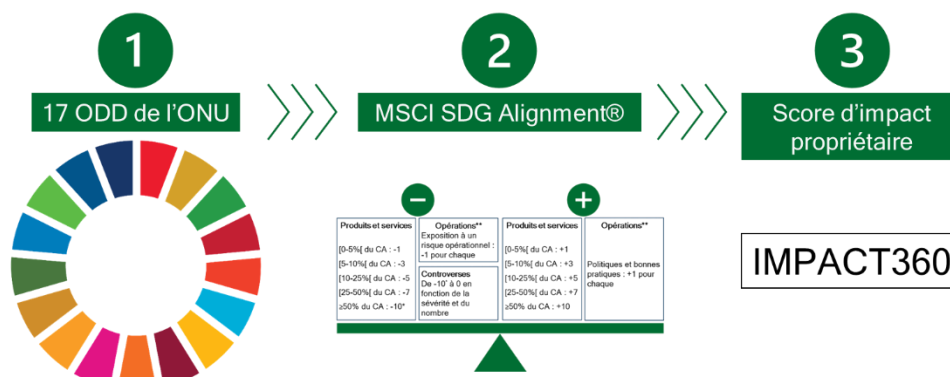 1
17 ODD de l'ONU
2
MSCI SDG Alignment®
3
Score d'impact
propriétaire
−
Produits et services
[0-5%[ du CA : -1
[5-10%[ du CA : -3
[10-25%[ du CA : -5
[25-50%[ du CA : -7
≥50% du CA : -10*
Opérations**
Exposition à un
risque opérationnel :
-1 pour chaque
Controverses
De -10* à 0 en
fonction de la
sévérité et du
nombre
+
Produits et services
[0-5%[ du CA : +1
[5-10%[ du CA : +3
[10-25%[ du CA : +5
[25-50%[ du CA : +7
≥50% du CA : +10
Opérations**
Politiques et bonnes
pratiques : +1 pour
chaque
IMPACT360